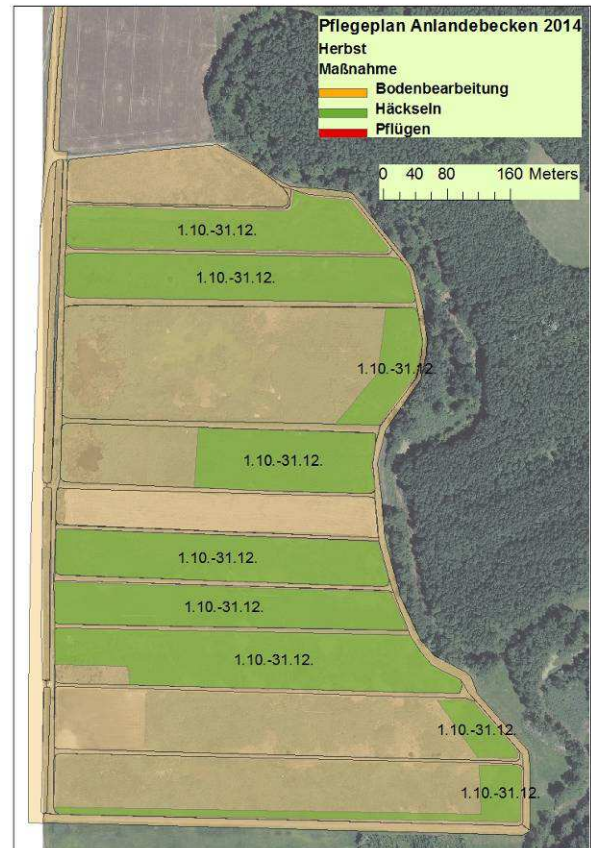 Pflegeplan Anlandebecken 2014
Herbst
Maßnahme
Bodenbearbeitung
Häckseln
Pflügen
0 40 80 160 Meters
1.10.-31.12.
1.10.-31.12.
1.10.-31.12.
1.10.-31.12.
1.10.-31.12.
1.10.-31.12.
1.10.-31.12.
1.10.-31.12.
1.10.-31.12.